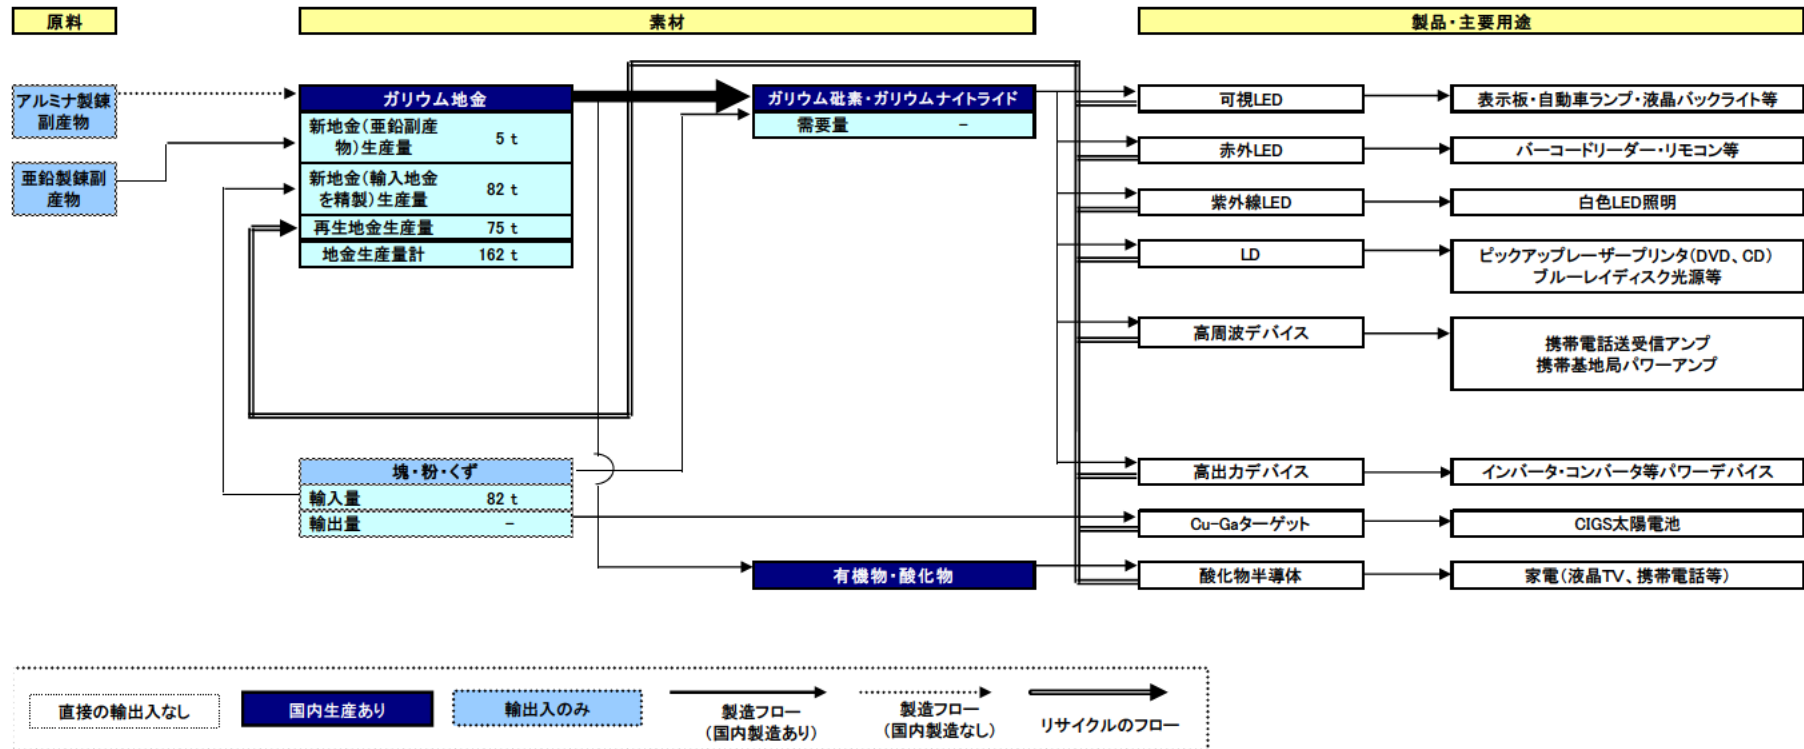 原料
素材
製品・主要用途
アルミナ製錬
副産物
亜鉛製錬副
産物
ガリウム地金
新地金(亜鉛副産
物)生産量
5 t
新地金(輸入地金
を精製)生産量
82 t
再生地金生産量
75 t
地金生産量計
162 t
塊・粉・くず
輸入量
82 t
輸出量
-
ガリウム砒素・ガリウムナイトライド
需要量
-
有機物・酸化物
可視LED
表示板・自動車ランプ・液晶バックライト等
赤外LED
バーコードリーダー・リモコン等
紫外線LED
白色LED照明
LD
ピックアップレーザープリンタ(DVD、CD)
ブルーレイディスク光源等
高周波デバイス
携帯電話送受信アンプ
携帯基地局パワーアンプ
高出力デバイス
インバータ・コンバータ等パワーデバイス
Cu-Gaターゲット
CIGS太陽電池
酸化物半導体
家電(液晶TV、携帯電話等)
直接の輸出入なし
国内生産あり
輸出入のみ
製造フロー
(国内製造あり)
製造フロー
(国内製造なし)
リサイクルのフロー